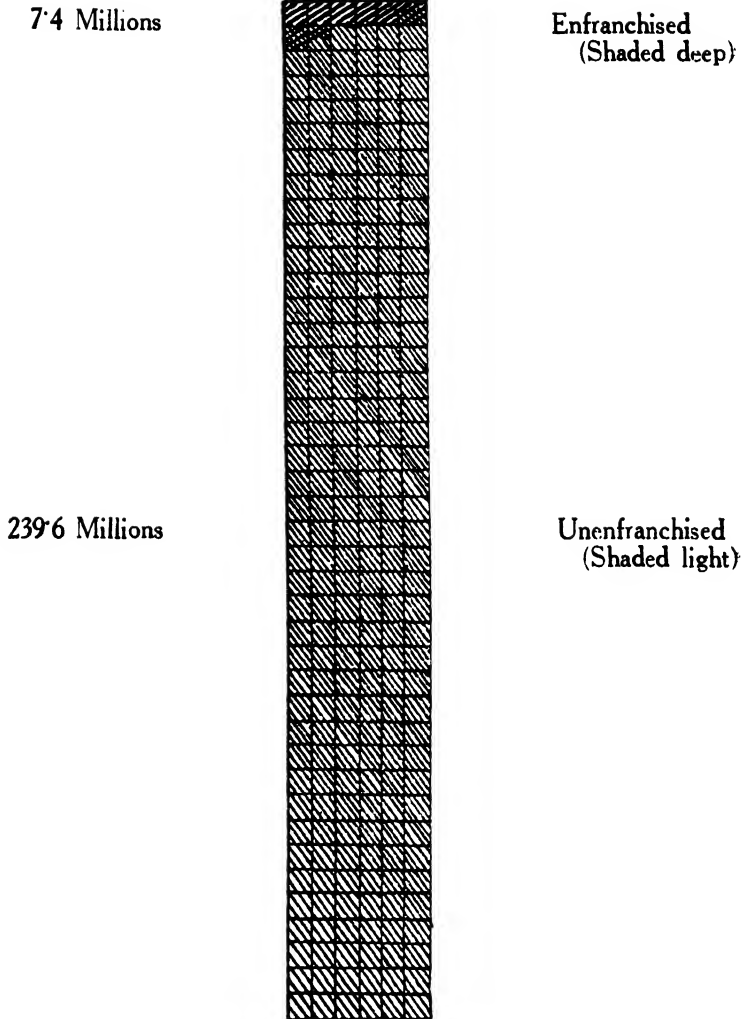 7·4 Millions
Enfranchised
(Shaded deep)
239·6 Millions
Unenfranchised
(Shaded light)